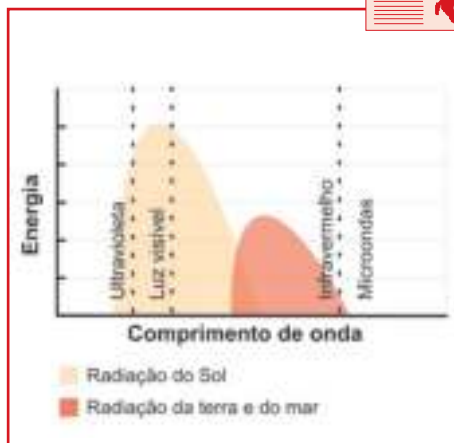 Energia
Ultravioleta
Luz visível
Infravermelho
Microondas
Comprimento de onda
Radiação do Sol
Radiação da terra e do mar